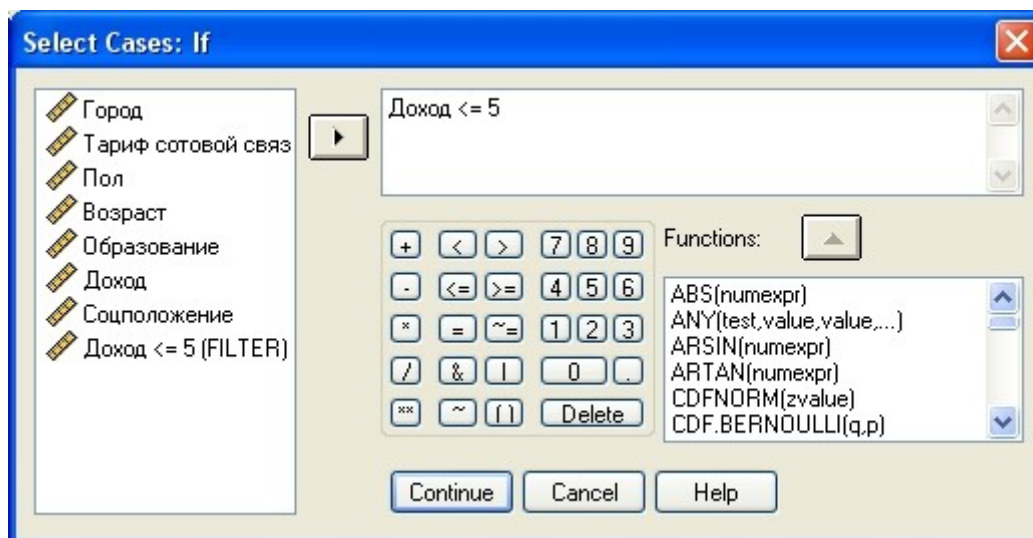 Select Cases: If
Город
Тариф сотовой связ
Пол
Возраст
Образование
Доход
Соцположение
Доход <= 5 (FILTER)
Доход <= 5
+ < > 7 8 9
- <= >= 4 5 6
* = ~= 1 2 3
/ & | 0 .
** ~ () Delete
Functions:
ABS(numexpr)
ANY(test,value,value,...)
ARSIN(numexpr)
ARTAN(numexpr)
CDFNORM(zvalue)
CDF.BERNOULLI(q,p)
Continue
Cancel
Help